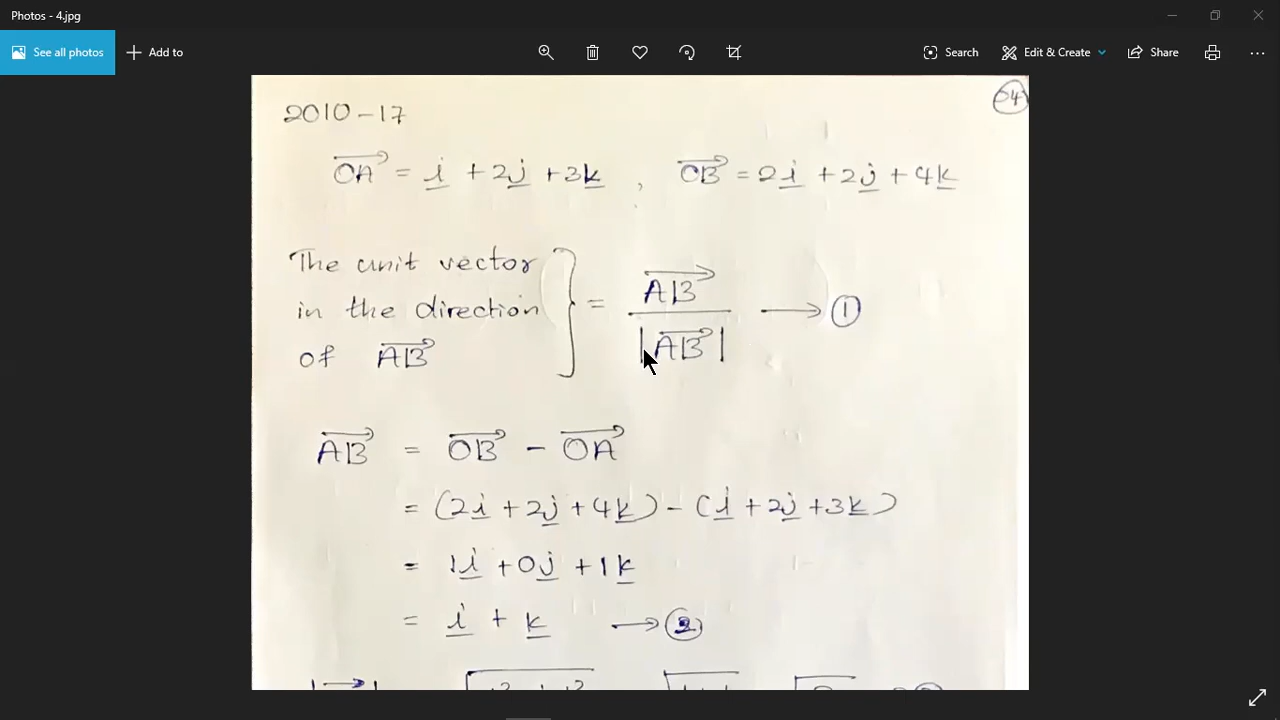 Photos - 4.jpg
See all photos
Add to
Search
Edit & Create
Share
04
2010-17
OA = i + 2j + 3k , OB = 2i + 2j + 4k
The unit vector
in the direction
of AB
= AB / |AB| → ①
AB = OB - OA
= (2i + 2j + 4k) - (i + 2j + 3k)
= 1i + 0j + 1k
= i + k → ②